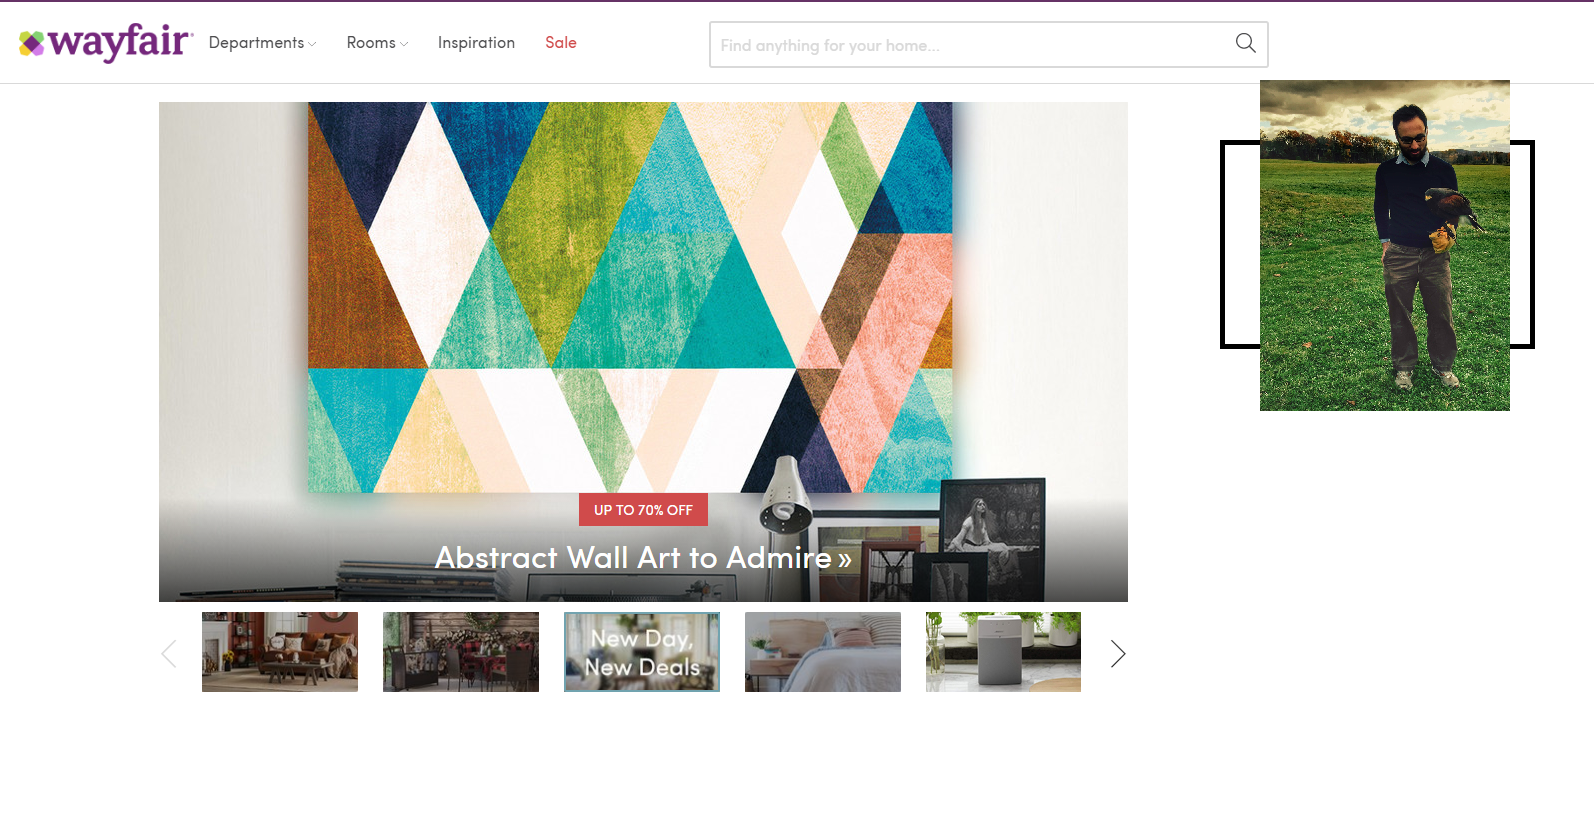 wayfair
Departments
Rooms
Inspiration
Sale
Find anything for your home...
UP TO 70% OFF
Abstract Wall Art to Admire »
New Day,
New Deals